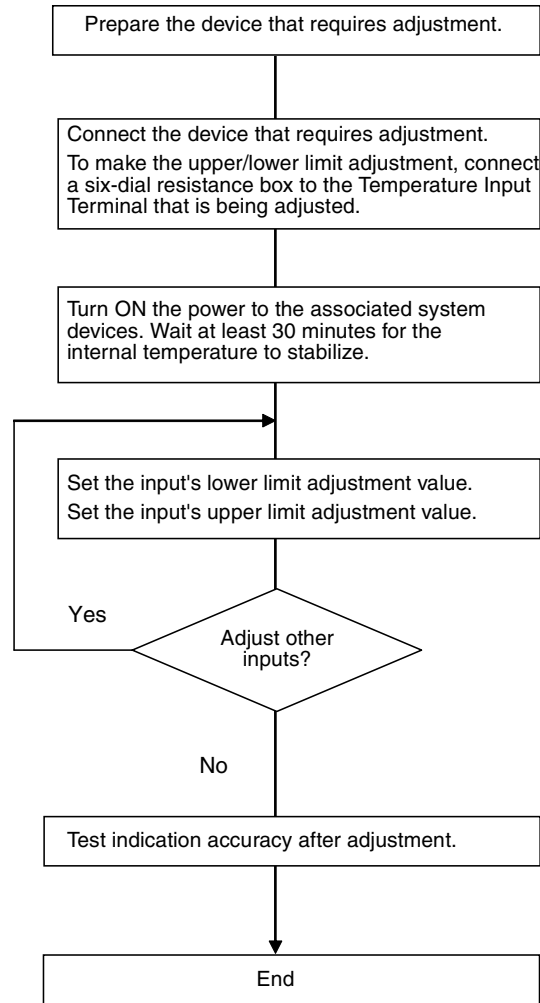 Prepare the device that requires adjustment.
Connect the device that requires adjustment.
To make the upper/lower limit adjustment, connect
a six-dial resistance box to the Temperature Input
Terminal that is being adjusted.
Turn ON the power to the associated system
devices. Wait at least 30 minutes for the
internal temperature to stabilize.
Set the input's lower limit adjustment value.
Set the input's upper limit adjustment value.
Yes
Adjust other
inputs?
No
Test indication accuracy after adjustment.
End